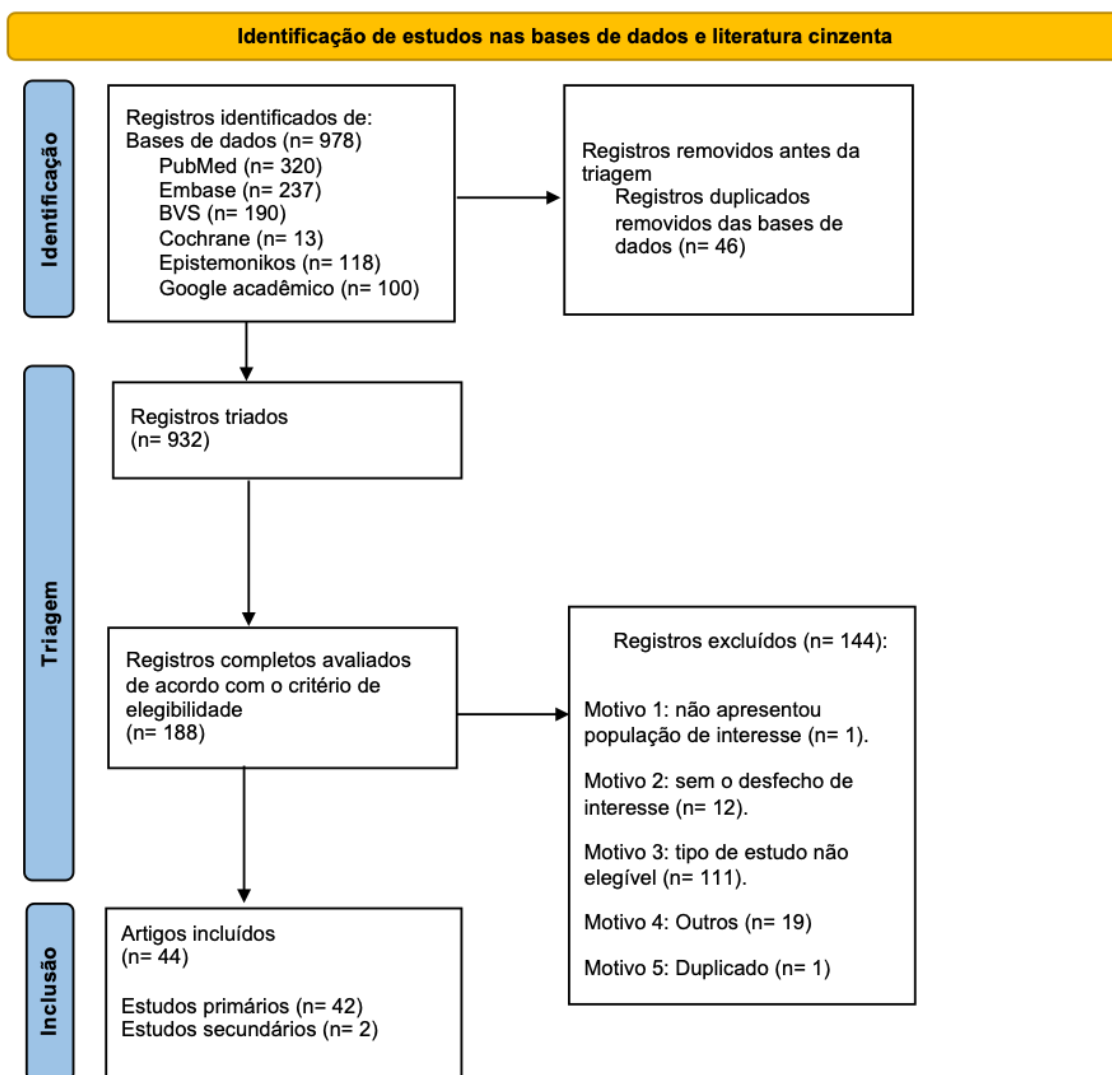 Identificação de estudos nas bases de dados e literatura cinzenta
Identificação
Registros identificados de:
Bases de dados (n= 978)
PubMed (n= 320)
Embase (n= 237)
BVS (n= 190)
Cochrane (n= 13)
Epistemonikos (n= 118)
Google acadêmico (n= 100)
Registros removidos antes da
triagem
Registros duplicados
removidos das bases de
dados (n= 46)
Triagem
Registros triados
(n= 932)
Registros completos avaliados
de acordo com o critério de
elegibilidade
(n= 188)
Registros excluídos (n= 144):
Motivo 1: não apresentou
população de interesse (n= 1).
Motivo 2: sem o desfecho de
interesse (n= 12).
Motivo 3: tipo de estudo não
elegível (n= 111).
Motivo 4: Outros (n= 19)
Motivo 5: Duplicado (n= 1)
Inclusão
Artigos incluídos
(n= 44)
Estudos primários (n= 42)
Estudos secundários (n= 2)